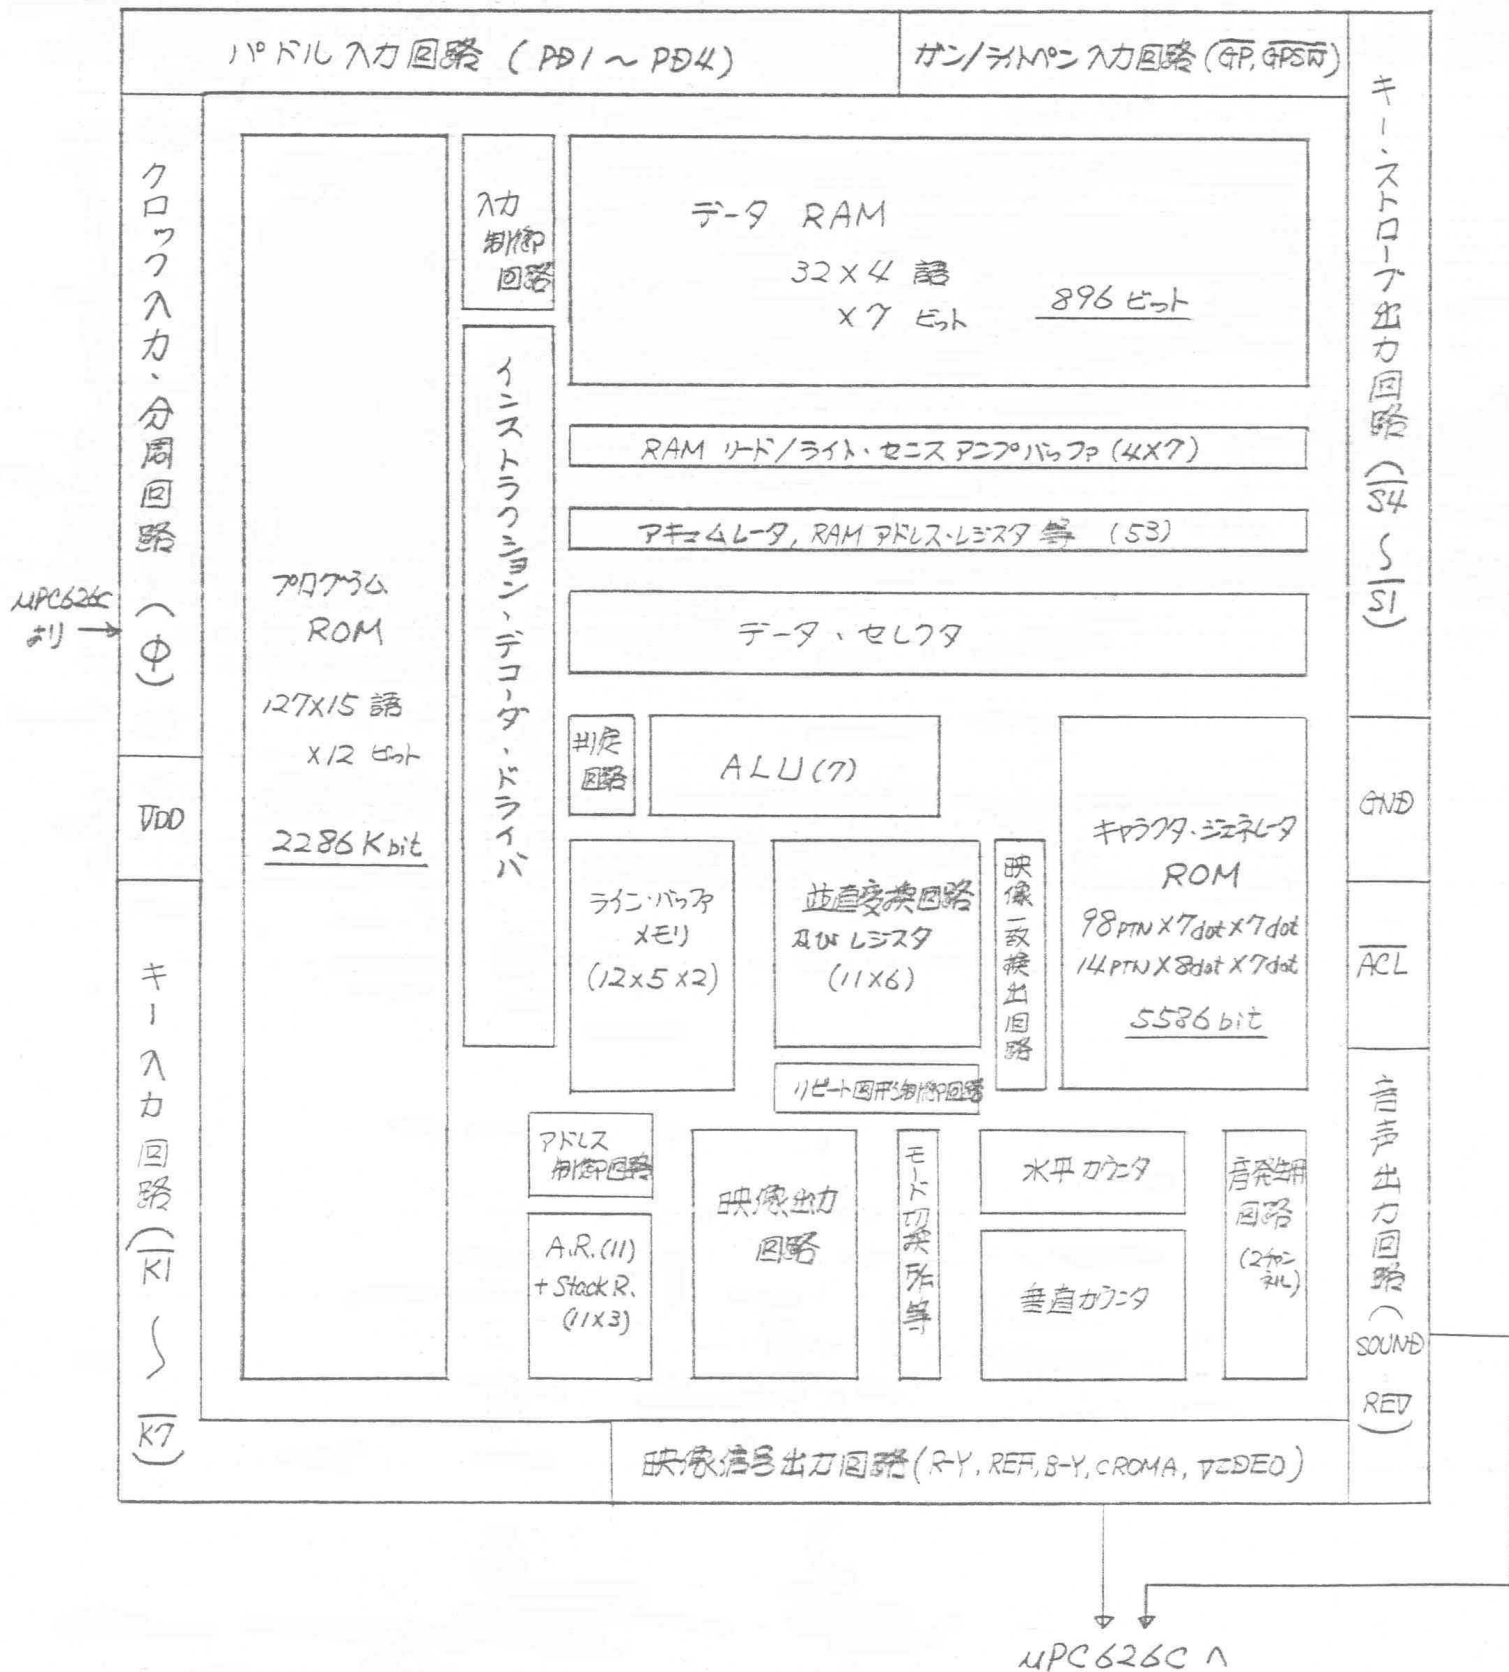 パドル入力回路 (PD1～PD4)
ガン/ライトペン入力回路 (GP, GPSW)
キー・ストローブ出力回路 (S4～S1)
クロック入力・分周回路 (Φ)
μPC626C
より →
VDD
キー入力回路 (K1～K7)
プログラム
ROM
127×15 語
×12 ビット
2286 K bit
入力
制御
回路
インストラクション・デコーダ・ドライバ
データ RAM
32×4 語
×7 ビット
896 ビット
RAM リード/ライト・センスアンプバッファ (4×7)
アキュムレータ, RAM アドレス・レジスタ 等 (53)
データ・セレクタ
判定
回路
ALU (7)
キャラクタ・ジェネレータ
ROM
98PTN×7dot×7dot
14PTN×8dot×7dot
5586 bit
ライン・バッファ
メモリ
(12×5×2)
並直変換回路
及び レジスタ
(11×6)
映像一致検出回路
リピート図形制御回路
アドレス
制御回路
A.R.(11)
+ Stack R.
(11×3)
映像出力
回路
モード切換 F/F 等
水平カウンタ
垂直カウンタ
音発生用
回路
(2チャン
ネル)
GND
ACL
音声出力回路 (
SOUND
REV)
映像信号出力回路 (R-Y, REF, B-Y, CROMA, VIDEO)
μPC626C へ